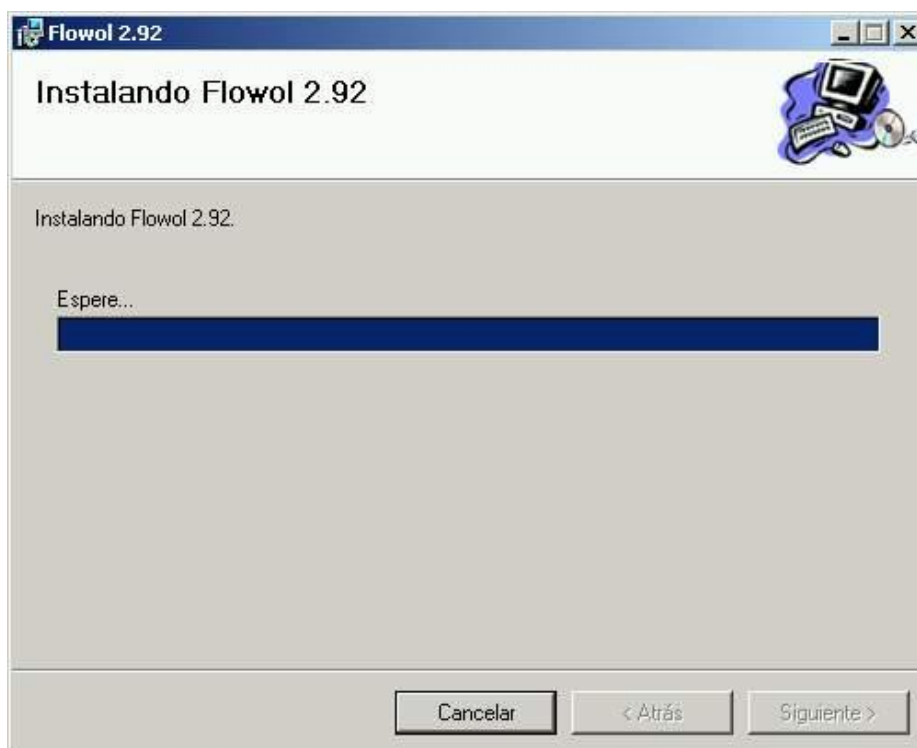 Flowol 2.92
Instalando Flowol 2.92
Instalando Flowol 2.92.
Espere...
Cancelar
< Atrás
Siguiente >